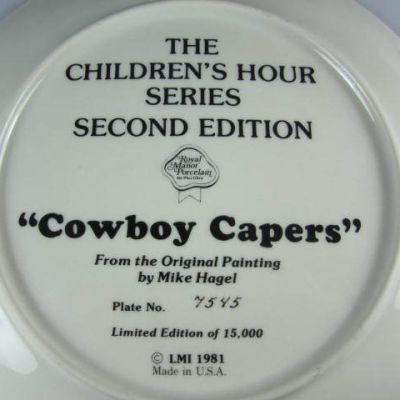 THE
CHILDREN'S HOUR
SERIES
SECOND EDITION
Royal
Manor
Porcelain
“Cowboy Capers”
From the Original Painting
by Mike Hagel
Plate No. 7545
Limited Edition of 15,000
© LMI 1981
Made in U.S.A.